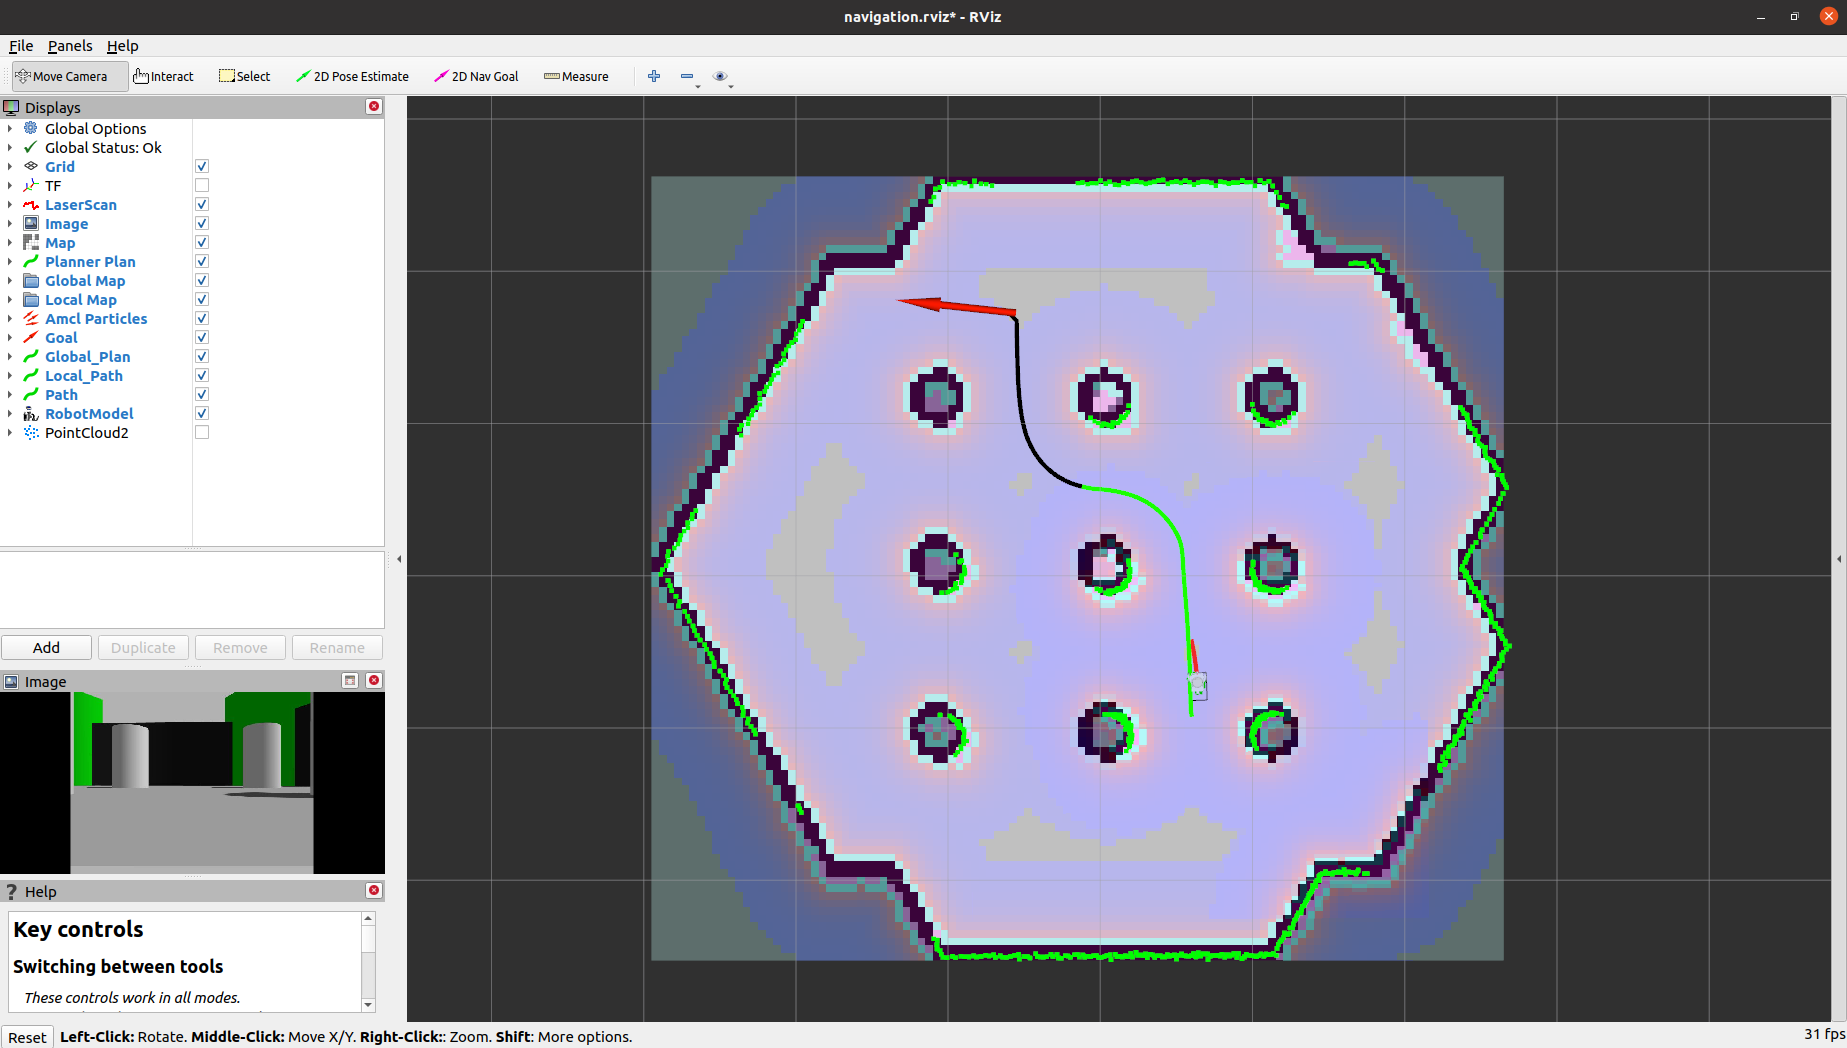 navigation.rviz* - RViz
File Panels Help
Move Camera Interact Select 2D Pose Estimate 2D Nav Goal Measure
Displays
Global Options
Global Status: Ok
Grid
TF
LaserScan
Image
Map
Planner Plan
Global Map
Local Map
Amcl Particles
Goal
Global_Plan
Local_Path
Path
RobotModel
PointCloud2
Add Duplicate Remove Rename
Image
Help
Key controls
Switching between tools
These controls work in all modes.
Reset Left-Click: Rotate. Middle-Click: Move X/Y. Right-Click:: Zoom. Shift: More options. 31 fps